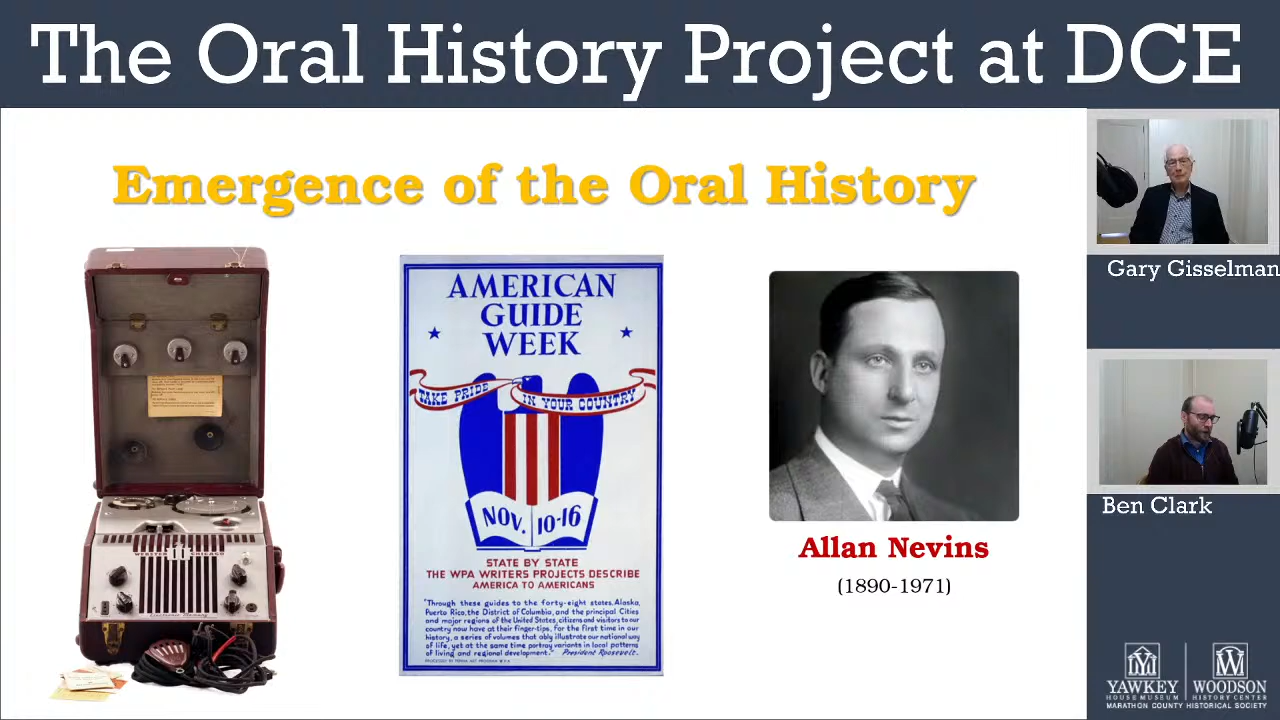 The Oral History Project at DCE
Emergence of the Oral History
WEBSTER CHICAGO
AMERICAN
GUIDE
WEEK
TAKE PRIDE IN YOUR COUNTRY
NOV. 10-16
STATE BY STATE
THE WPA WRITERS PROJECTS DESCRIBE
AMERICA TO AMERICANS
"Through these guides to the forty-eight states, Alaska,
Puerto Rico, the District of Columbia, and the principal Cities
and major regions of the United States, citizens and visitors to our
country now have at their finger-tips, for the first time in our
history, a series of volumes that ably illustrate our national way
of life, yet at the same time portray variants in local patterns
of living and regional development." President Roosevelt.
Allan Nevins
(1890-1971)
Gary Gisselman
Ben Clark
YAWKEY
HOUSE MUSEUM
WOODSON
HISTORY CENTER
MARATHON COUNTY HISTORICAL SOCIETY